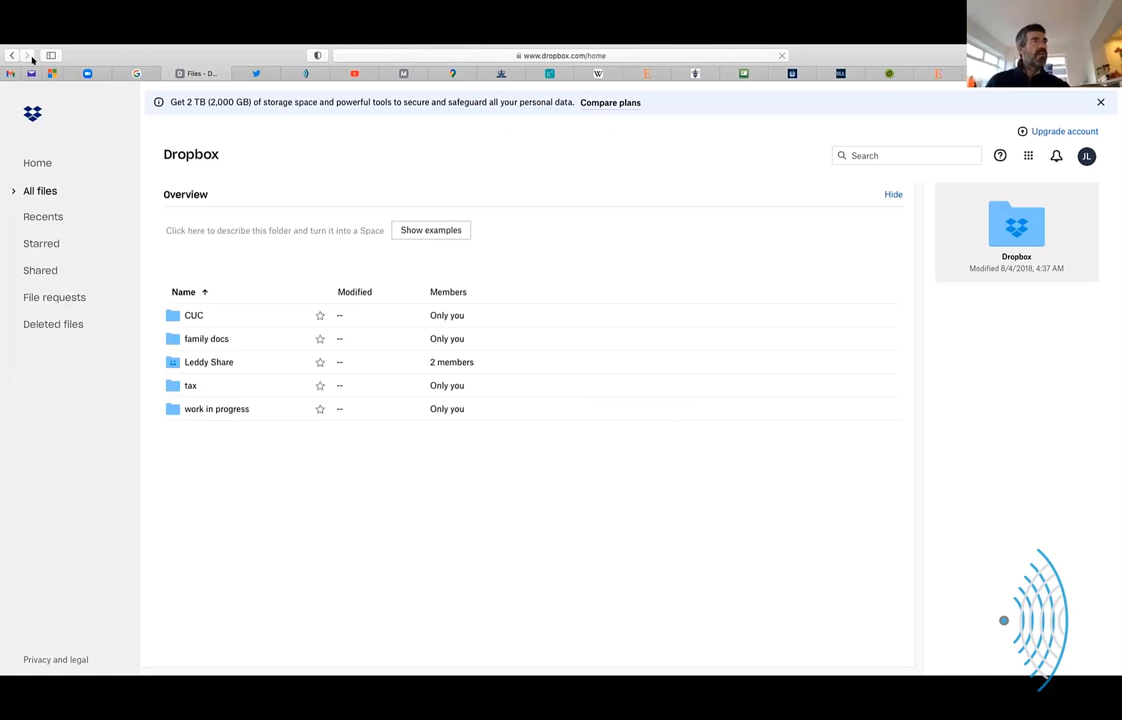 www.dropbox.com/home
Files - D...
Get 2 TB (2,000 GB) of storage space and powerful tools to secure and safeguard all your personal data. Compare plans
Upgrade account
Dropbox
Search
JL
Home
All files
Recents
Starred
Shared
File requests
Deleted files
Overview
Hide
Click here to describe this folder and turn it into a Space
Show examples
Dropbox
Modified 8/4/2018, 4:37 AM
Name Modified Members
CUC -- Only you
family docs -- Only you
Leddy Share -- 2 members
tax -- Only you
work in progress -- Only you
Privacy and legal